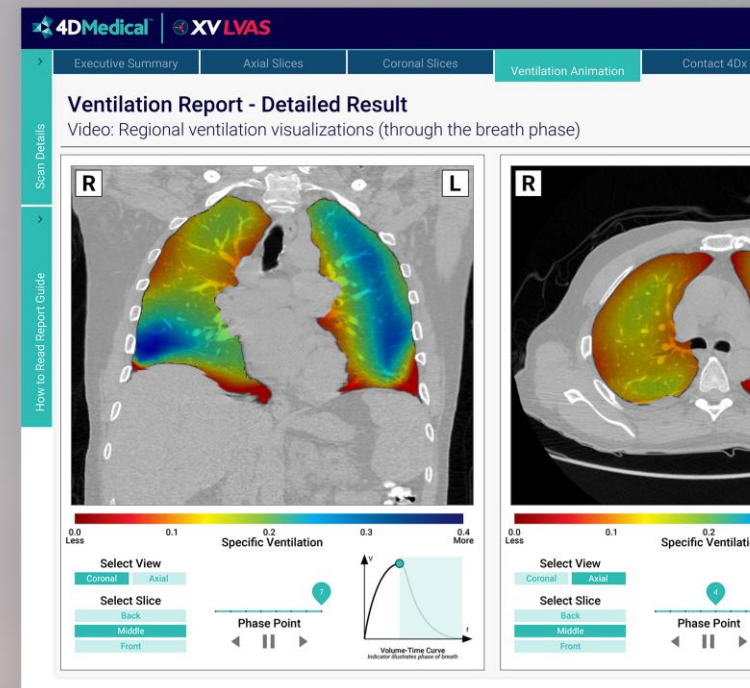 4DMedical XV LVAS
Executive Summary Axial Slices Coronal Slices Ventilation Animation Contact 4Dx
Scan Details
How to Read Report Guide
Ventilation Report - Detailed Result
Video: Regional ventilation visualizations (through the breath phase)
R L
0.0 0.1 0.2 0.3 0.4
Less Specific Ventilation More
Select View
Coronal Axial
Select Slice
Back
Middle
Front
7
Phase Point
V
t
Volume-Time Curve
Indicator illustrates phase of breath
R
0.0 0.1 0.2
Less Specific Ventilati
Select View
Coronal Axial
Select Slice
Back
Middle
Front
4
Phase Point